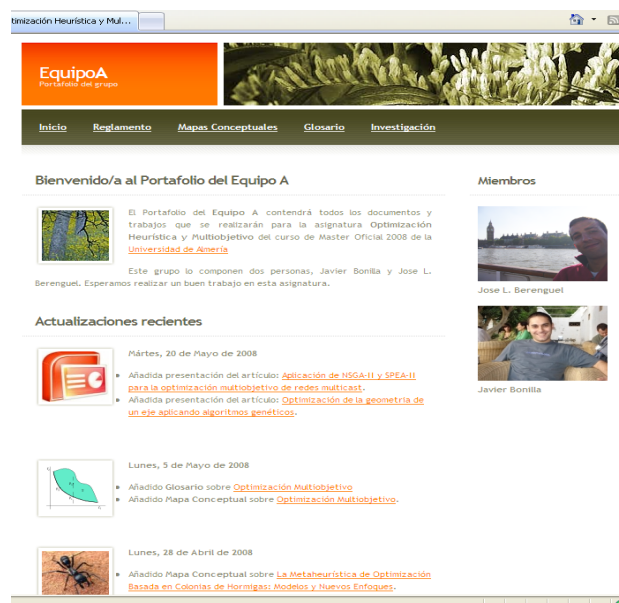 timización Heurística y Mul...
EquipoA
Portafolio del grupo
Inicio Reglamento Mapas Conceptuales Glosario Investigación
Bienvenido/a al Portafolio del Equipo A
El Portafolio del Equipo A contendrá todos los documentos y
trabajos que se realizarán para la asignatura Optimización
Heurística y Multiobjetivo del curso de Master Oficial 2008 de la
Universidad de Almería
Este grupo lo componen dos personas, Javier Bonilla y Jose L.
Berenguel. Esperamos realizar un buen trabajo en esta asignatura.
Actualizaciones recientes
Mártes, 20 de Mayo de 2008
Añadida presentación del artículo: Aplicación de NSGA-II y SPEA-II
para la optimización multiobjetivo de redes multicast.
Añadida presentación del artículo: Optimización de la geometría de
un eje aplicando algoritmos genéticos.
Lunes, 5 de Mayo de 2008
Añadido Glosario sobre Optimización Multiobjetivo
Añadido Mapa Conceptual sobre Optimización Multiobjetivo.
Lunes, 28 de Abril de 2008
Añadido Mapa Conceptual sobre La Metaheurística de Optimización
Basada en Colonias de Hormigas: Modelos y Nuevos Enfoques.
Miembros
Jose L. Berenguel
Javier Bonilla